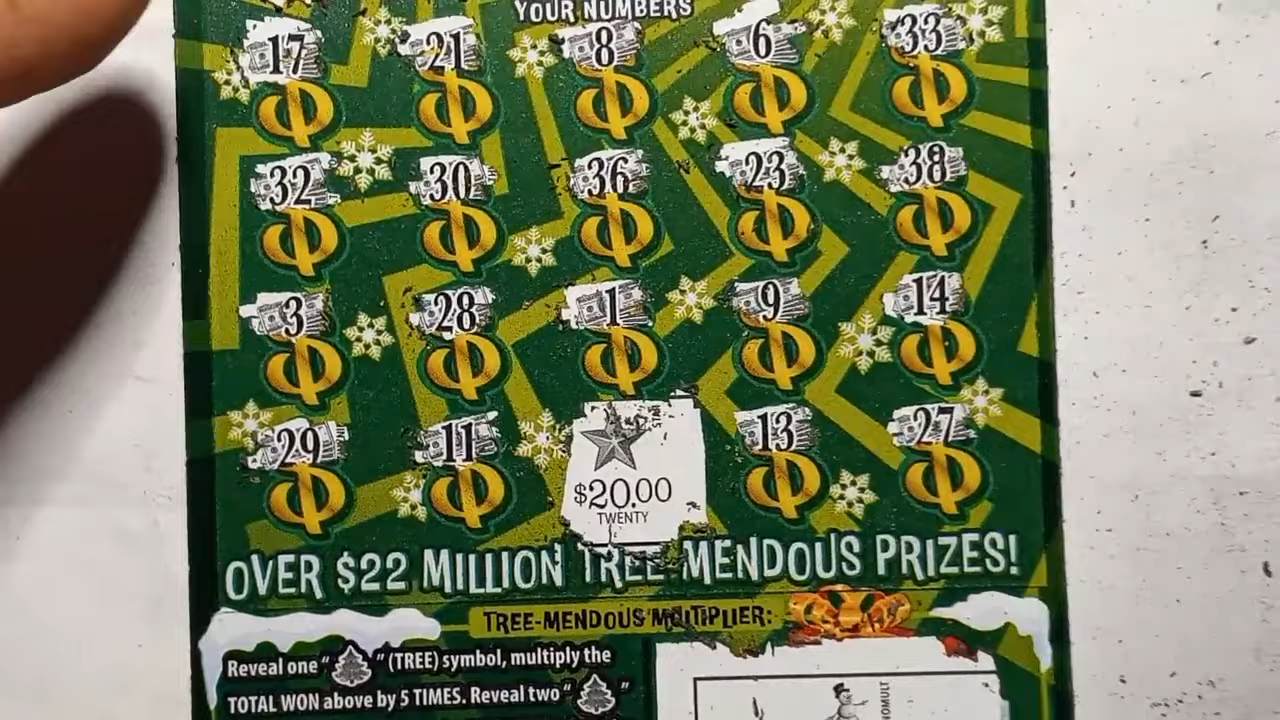 YOUR NUMBERS
17 21 8 6 33
32 30 36 23 38
3 28 1 9 14
29 11 13 27
STAR
$20.00
TWENTY
OVER $22 MILLION TREE-MENDOUS PRIZES!
TREE-MENDOUS MULTIPLIER:
Reveal one " " (TREE) symbol, multiply the
TOTAL WON above by 5 TIMES. Reveal two " "
NOMULT